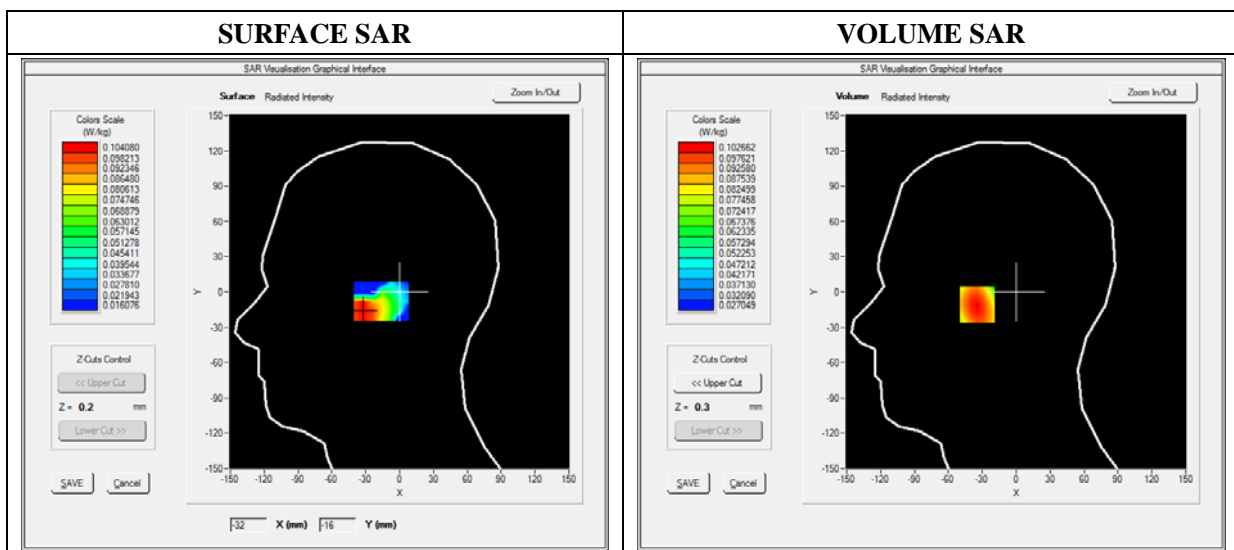 SURFACE SAR
VOLUME SAR
SAR Visualisation Graphical Interface
Surface Radiated Intensity
Zoom In/Out
Colors Scale
(W/kg)
0.104080
0.098213
0.092346
0.086480
0.080613
0.074746
0.068879
0.063012
0.057145
0.051278
0.045411
0.039544
0.033677
0.027810
0.021943
0.016076
Z-Cuts Control
<< Upper Cut
Z = 0.2 mm
Lower Cut >>
SAVE Cancel
150
120
90
60
30
0
-30
-60
-90
-120
-150
Y
-150 -120 -90 -60 -30 0 30 60 90 120 150
X
-32 X (mm) -16 Y (mm)
SAR Visualisation Graphical Interface
Volume Radiated Intensity
Zoom In/Out
Colors Scale
(W/kg)
0.102662
0.097621
0.092580
0.087539
0.082499
0.077458
0.072417
0.067376
0.062335
0.057294
0.052253
0.047212
0.042171
0.037130
0.032090
0.027049
Z-Cuts Control
<< Upper Cut
Z = 0.3 mm
Lower Cut >>
SAVE Cancel
150
120
90
60
30
0
-30
-60
-90
-120
-150
Y
-150 -120 -90 -60 -30 0 30 60 90 120 150
X